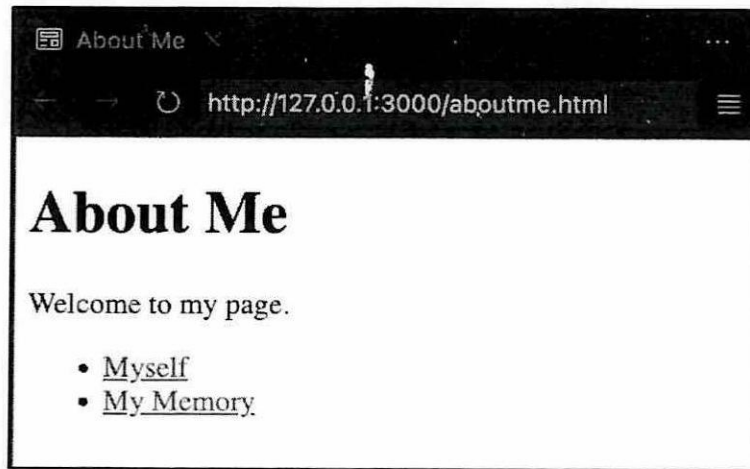 About Me
http://127.0.0.1:3000/aboutme.html
About Me
Welcome to my page.
Myself
My Memory